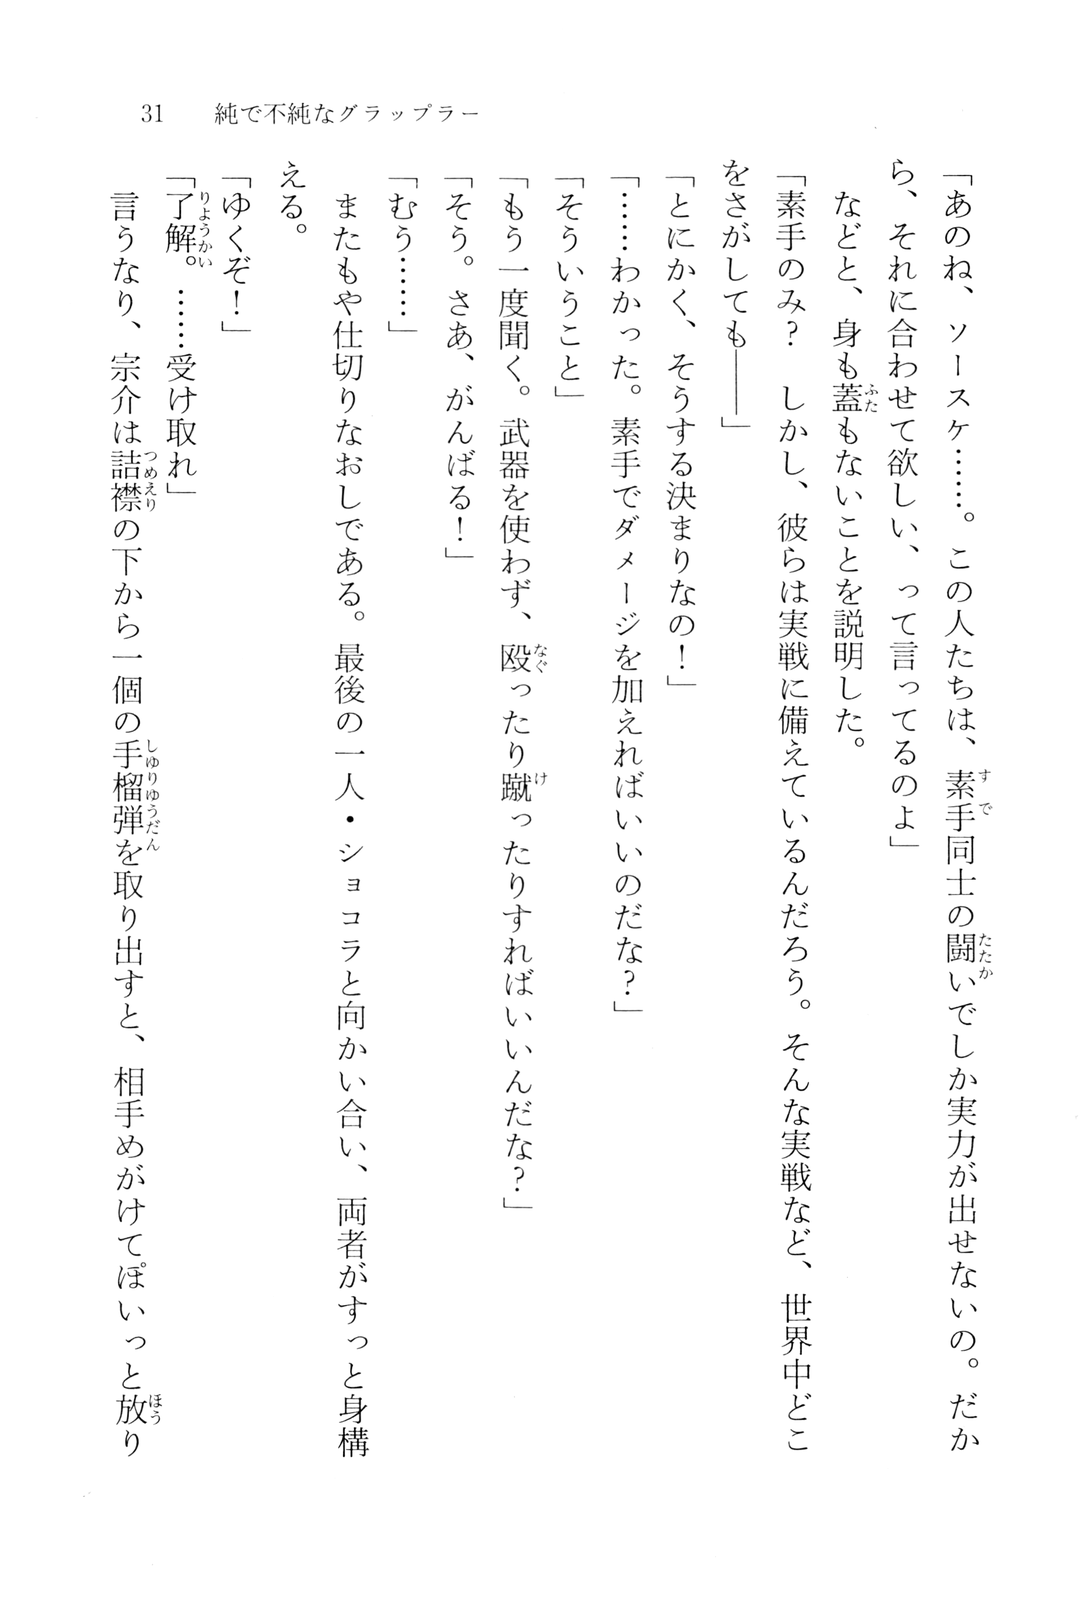 31　純で不純なグラップラー
「あのね、ソースケ……。この人たちは、素手同士の闘いでしか実力が出せないの。だか
ら、それに合わせて欲しい、って言ってるのよ」
　などと、身も蓋もないことを説明した。
「素手のみ？　しかし、彼らは実戦に備えているんだろう。そんな実戦など、世界中どこ
をさがしても――」
「とにかく、そうする決まりなの！」
「……わかった。素手でダメージを加えればいいのだな？」
「そういうこと」
「もう一度聞く。武器を使わず、殴ったり蹴ったりすればいいんだな？」
「そう。さあ、がんばる！」
「むう……」
　またもや仕切りなおしである。最後の一人・ショコラと向かい合い、両者がすっと身構
える。
「ゆくぞ！」
「了解。……受け取れ」
　言うなり、宗介は詰襟の下から一個の手榴弾を取り出すと、相手めがけてぽいっと放り